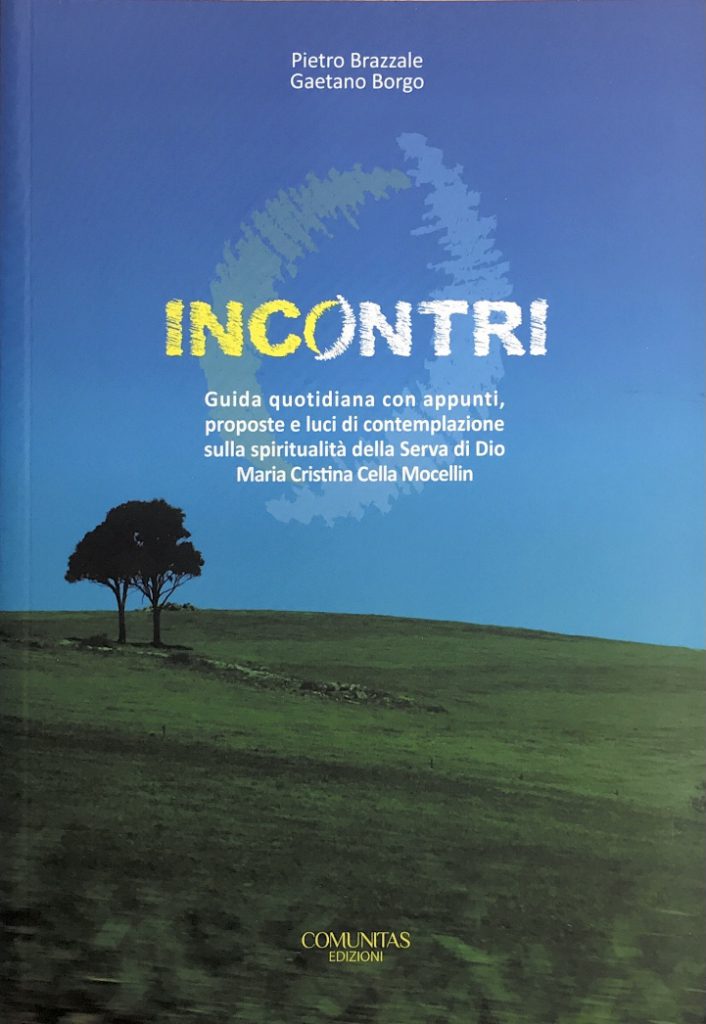 Pietro Brazzale
Gaetano Borgo
INCONTRI
Guida quotidiana con appunti,
proposte e luci di contemplazione
sulla spiritualità della Serva di Dio
Maria Cristina Cella Mocellin
COMUNITAS
EDIZIONI